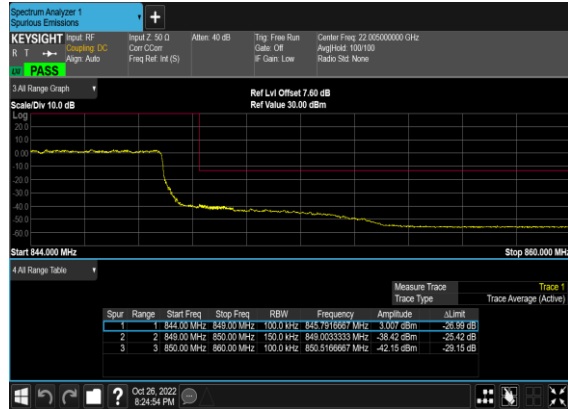 Spectrum Analyzer 1
Spurious Emissions
+
KEYSIGHT Input: RF Input Z: 50 Ω Atten: 40 dB Trig: Free Run Center Freq: 22.005000000 GHz
R T Coupling: DC Corr CCorr Gate: Off Avg|Hold: 100/100
Align: Auto Freq Ref: Int (S) IF Gain: Low Radio Std: None
PASS
3 All Range Graph
Ref Lvl Offset 7.60 dB
Scale/Div 10.0 dB Ref Value 30.00 dBm
Log
20.0
10.0
0.00
-10.0
-20.0
-30.0
-40.0
-50.0
-60.0
Start 844.000 MHz Stop 860.000 MHz
4 All Range Table
Measure Trace Trace 1
Trace Type Trace Average (Active)
Spur Range Start Freq Stop Freq RBW Frequency Amplitude ΔLimit
1 1 844.00 MHz 849.00 MHz 100.0 kHz 845.7916667 MHz 3.007 dBm -26.99 dB
2 2 849.00 MHz 850.00 MHz 150.0 kHz 849.0033333 MHz -38.42 dBm -25.42 dB
3 3 850.00 MHz 860.00 MHz 100.0 kHz 850.5166667 MHz -42.15 dBm -29.15 dB
? Oct 26, 2022
8:24:54 PM